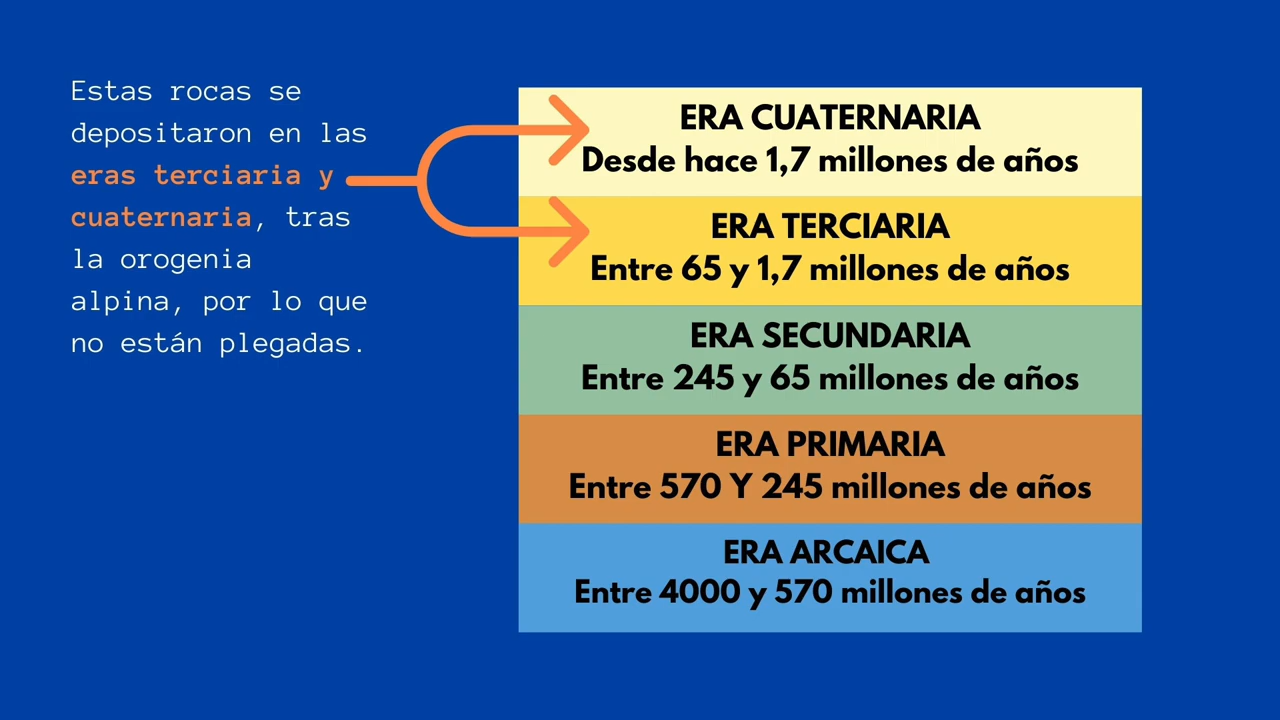 Estas rocas se
depositaron en las
eras terciaria y
cuaternaria, tras
la orogenia
alpina, por lo que
no están plegadas.
ERA CUATERNARIA
Desde hace 1,7 millones de años
ERA TERCIARIA
Entre 65 y 1,7 millones de años
ERA SECUNDARIA
Entre 245 y 65 millones de años
ERA PRIMARIA
Entre 570 Y 245 millones de años
ERA ARCAICA
Entre 4000 y 570 millones de años